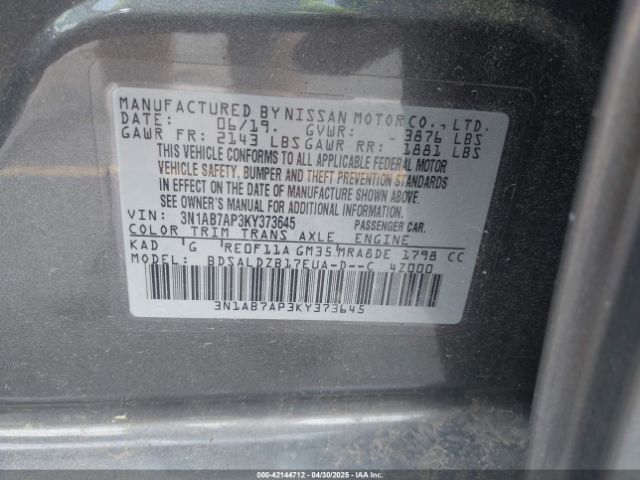 MANUFACTURED BY NISSAN MOTOR CO., LTD.
DATE: 06/19. GVWR: 3876 LBS
GAWR FR: 2143 LBS GAWR RR: 1881 LBS
THIS VEHICLE CONFORMS TO ALL APPLICABLE FEDERAL MOTOR
VEHICLE SAFETY, BUMPER AND THEFT PREVENTION STANDARDS
IN EFFECT ON THE DATE OF MANUFACTURE SHOWN ABOVE.
SEE OWNER'S MANUAL FOR ADDITIONAL INFORMATION.
VIN: 3N1AB7AP3KY373645 PASSENGER CAR.
COLOR TRIM TRANS AXLE ENGINE
KAD G RE0F11A GM35 MRA8DE 1798 CC
MODEL: BDSALDZB17EUA-D--C 4Z000
3N1AB7AP3KY373645
000-42144712 - 04/30/2025 - IAA Inc. - Copart